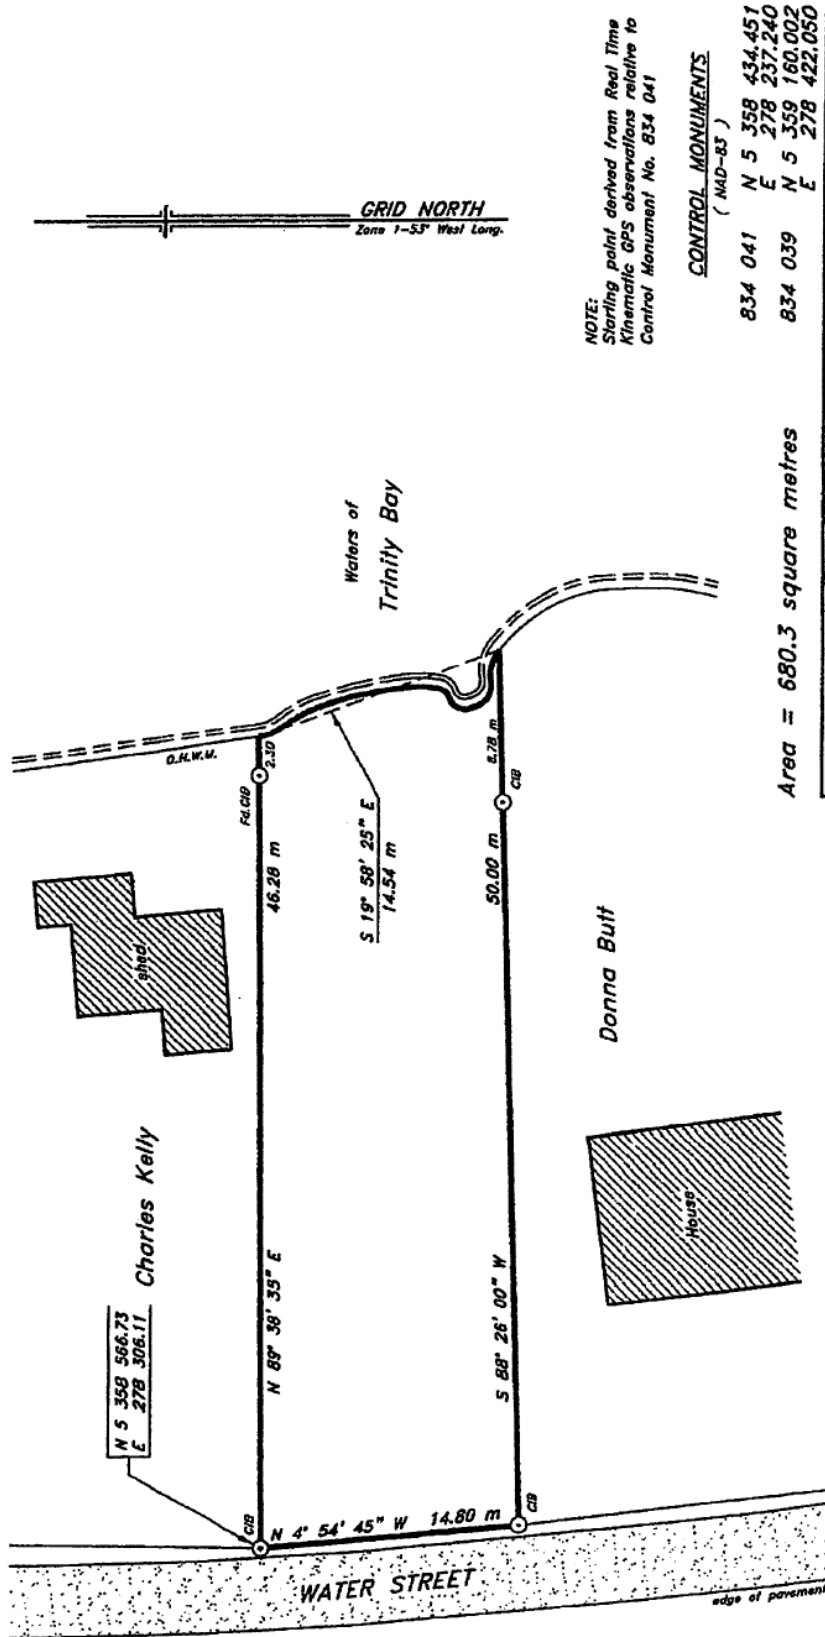 GRID NORTH
Zone 1-53° West Long.
NOTE:
Starting point derived from Real Time
Kinematic GPS observations relative to
Control Monument No. 834 041
CONTROL MONUMENTS
( NAD-83 )
834 041 N 5 358 434.451
E 278 237.240
834 039 N 5 359 160.002
E 278 422.050
Waters of
Trinity Bay
O.H.W.M.
Fd.CIB
2.30
46.28 m
S 19° 58' 25" E
14.54 m
8.78 m
CIB
50.00 m
Area = 680.3 square metres
shed
Charles Kelly
Donna Butt
House
N 5 358 566.73
E 278 306.11
N 89° 38' 35" E
S 88° 26' 00" W
CIB
N 4° 54' 45" W 14.80 m
CIB
WATER STREET
edge of pavement